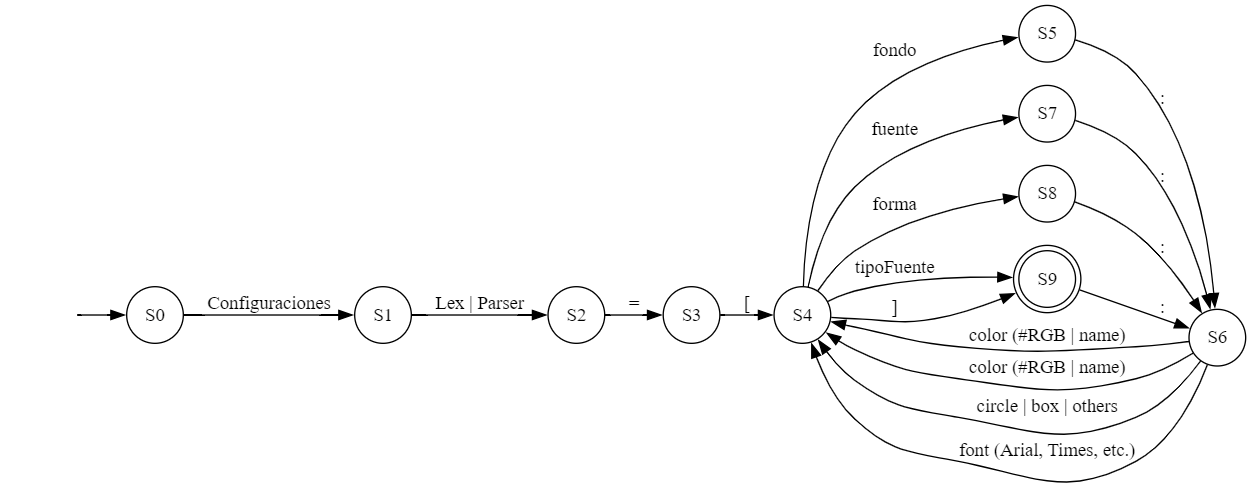 S5
fondo
:
S7
fuente
:
S8
forma
:
tipoFuente
S9
Configuraciones
Lex | Parser
=
[
]
:
S0
S1
S2
S3
S4
S6
color (#RGB | name)
color (#RGB | name)
circle | box | others
font (Arial, Times, etc.)